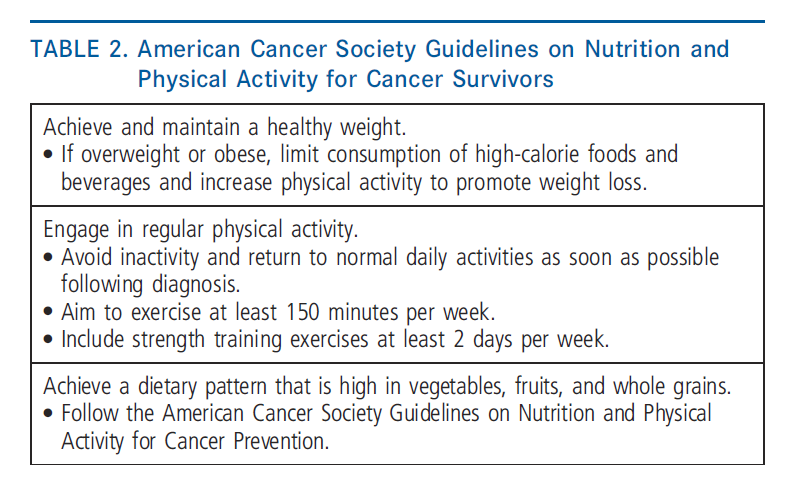 TABLE 2. American Cancer Society Guidelines on Nutrition and
Physical Activity for Cancer Survivors
Achieve and maintain a healthy weight.
• If overweight or obese, limit consumption of high-calorie foods and
beverages and increase physical activity to promote weight loss.
Engage in regular physical activity.
• Avoid inactivity and return to normal daily activities as soon as possible
following diagnosis.
• Aim to exercise at least 150 minutes per week.
• Include strength training exercises at least 2 days per week.
Achieve a dietary pattern that is high in vegetables, fruits, and whole grains.
• Follow the American Cancer Society Guidelines on Nutrition and Physical
Activity for Cancer Prevention.